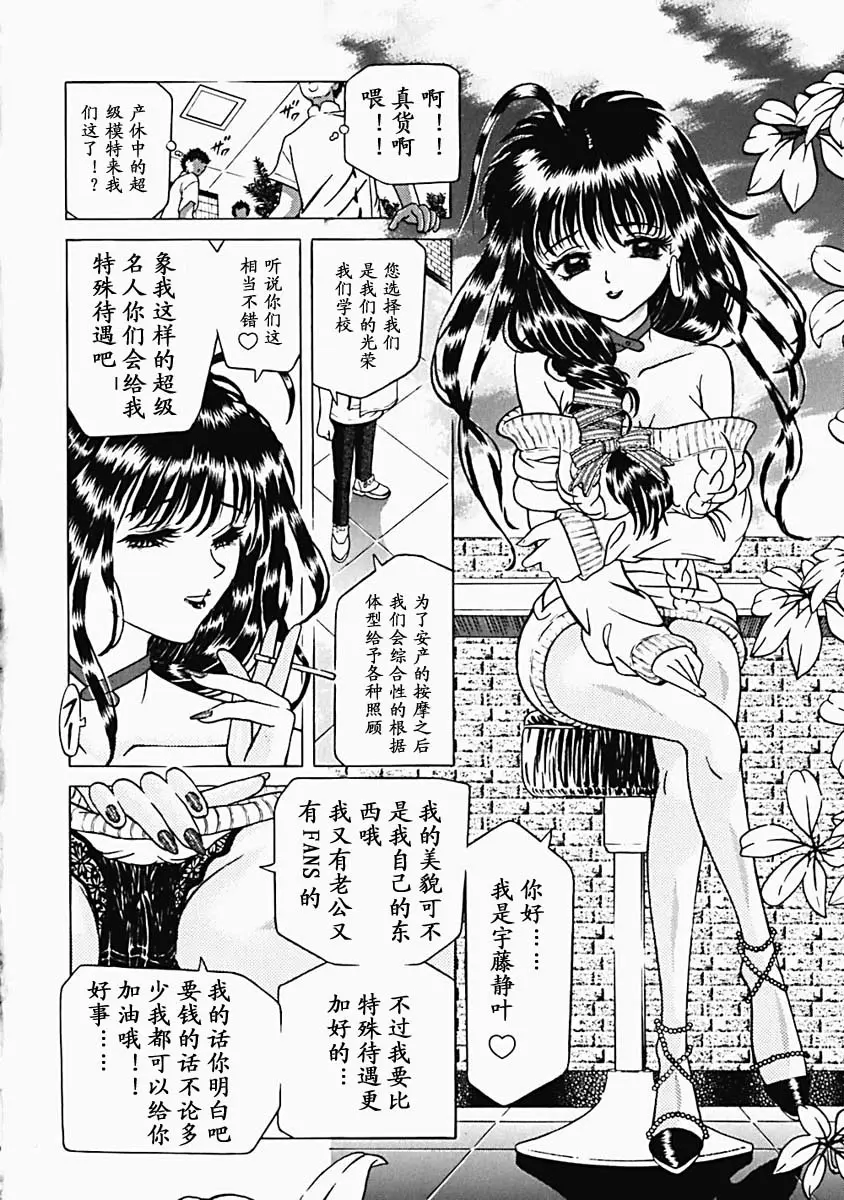 啊！！
真货啊
喂！！
产休中的超
级模特来我
们这了！？
您选择我们
是我们的光荣
我们学校
听说你们这
相当不错♡
象我这样的超级
名人你们会给我
特殊待遇吧
为了安产的按摩之后
我们会综合性的根据
体型给予各种照顾
你好……
我是宇藤静叶♡
我的美貌可不
是我自己的东
西哦
我又有老公又
有FANS的
不过我要比
特殊待遇更
加好的…
我的话你明白吧
要钱的话不论多
少我都可以给你
加油哦！！
好事……